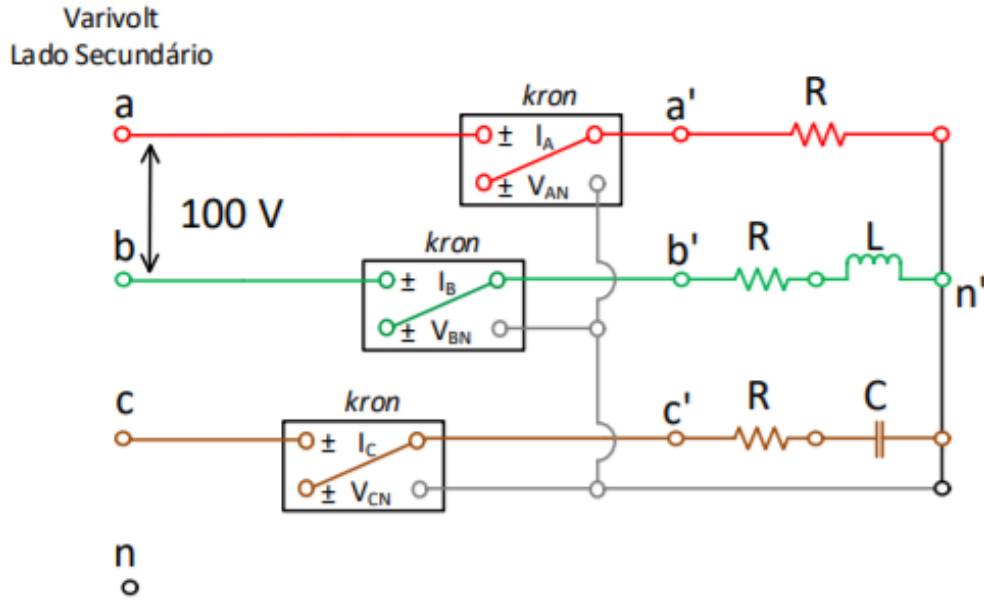 Varivolt
Lado Secundário
a
kron
a'
R
± I_A
± V_AN
100 V
b
kron
b'
R
L
± I_B
± V_BN
n'
c
kron
c'
R
C
± I_C
± V_CN
n